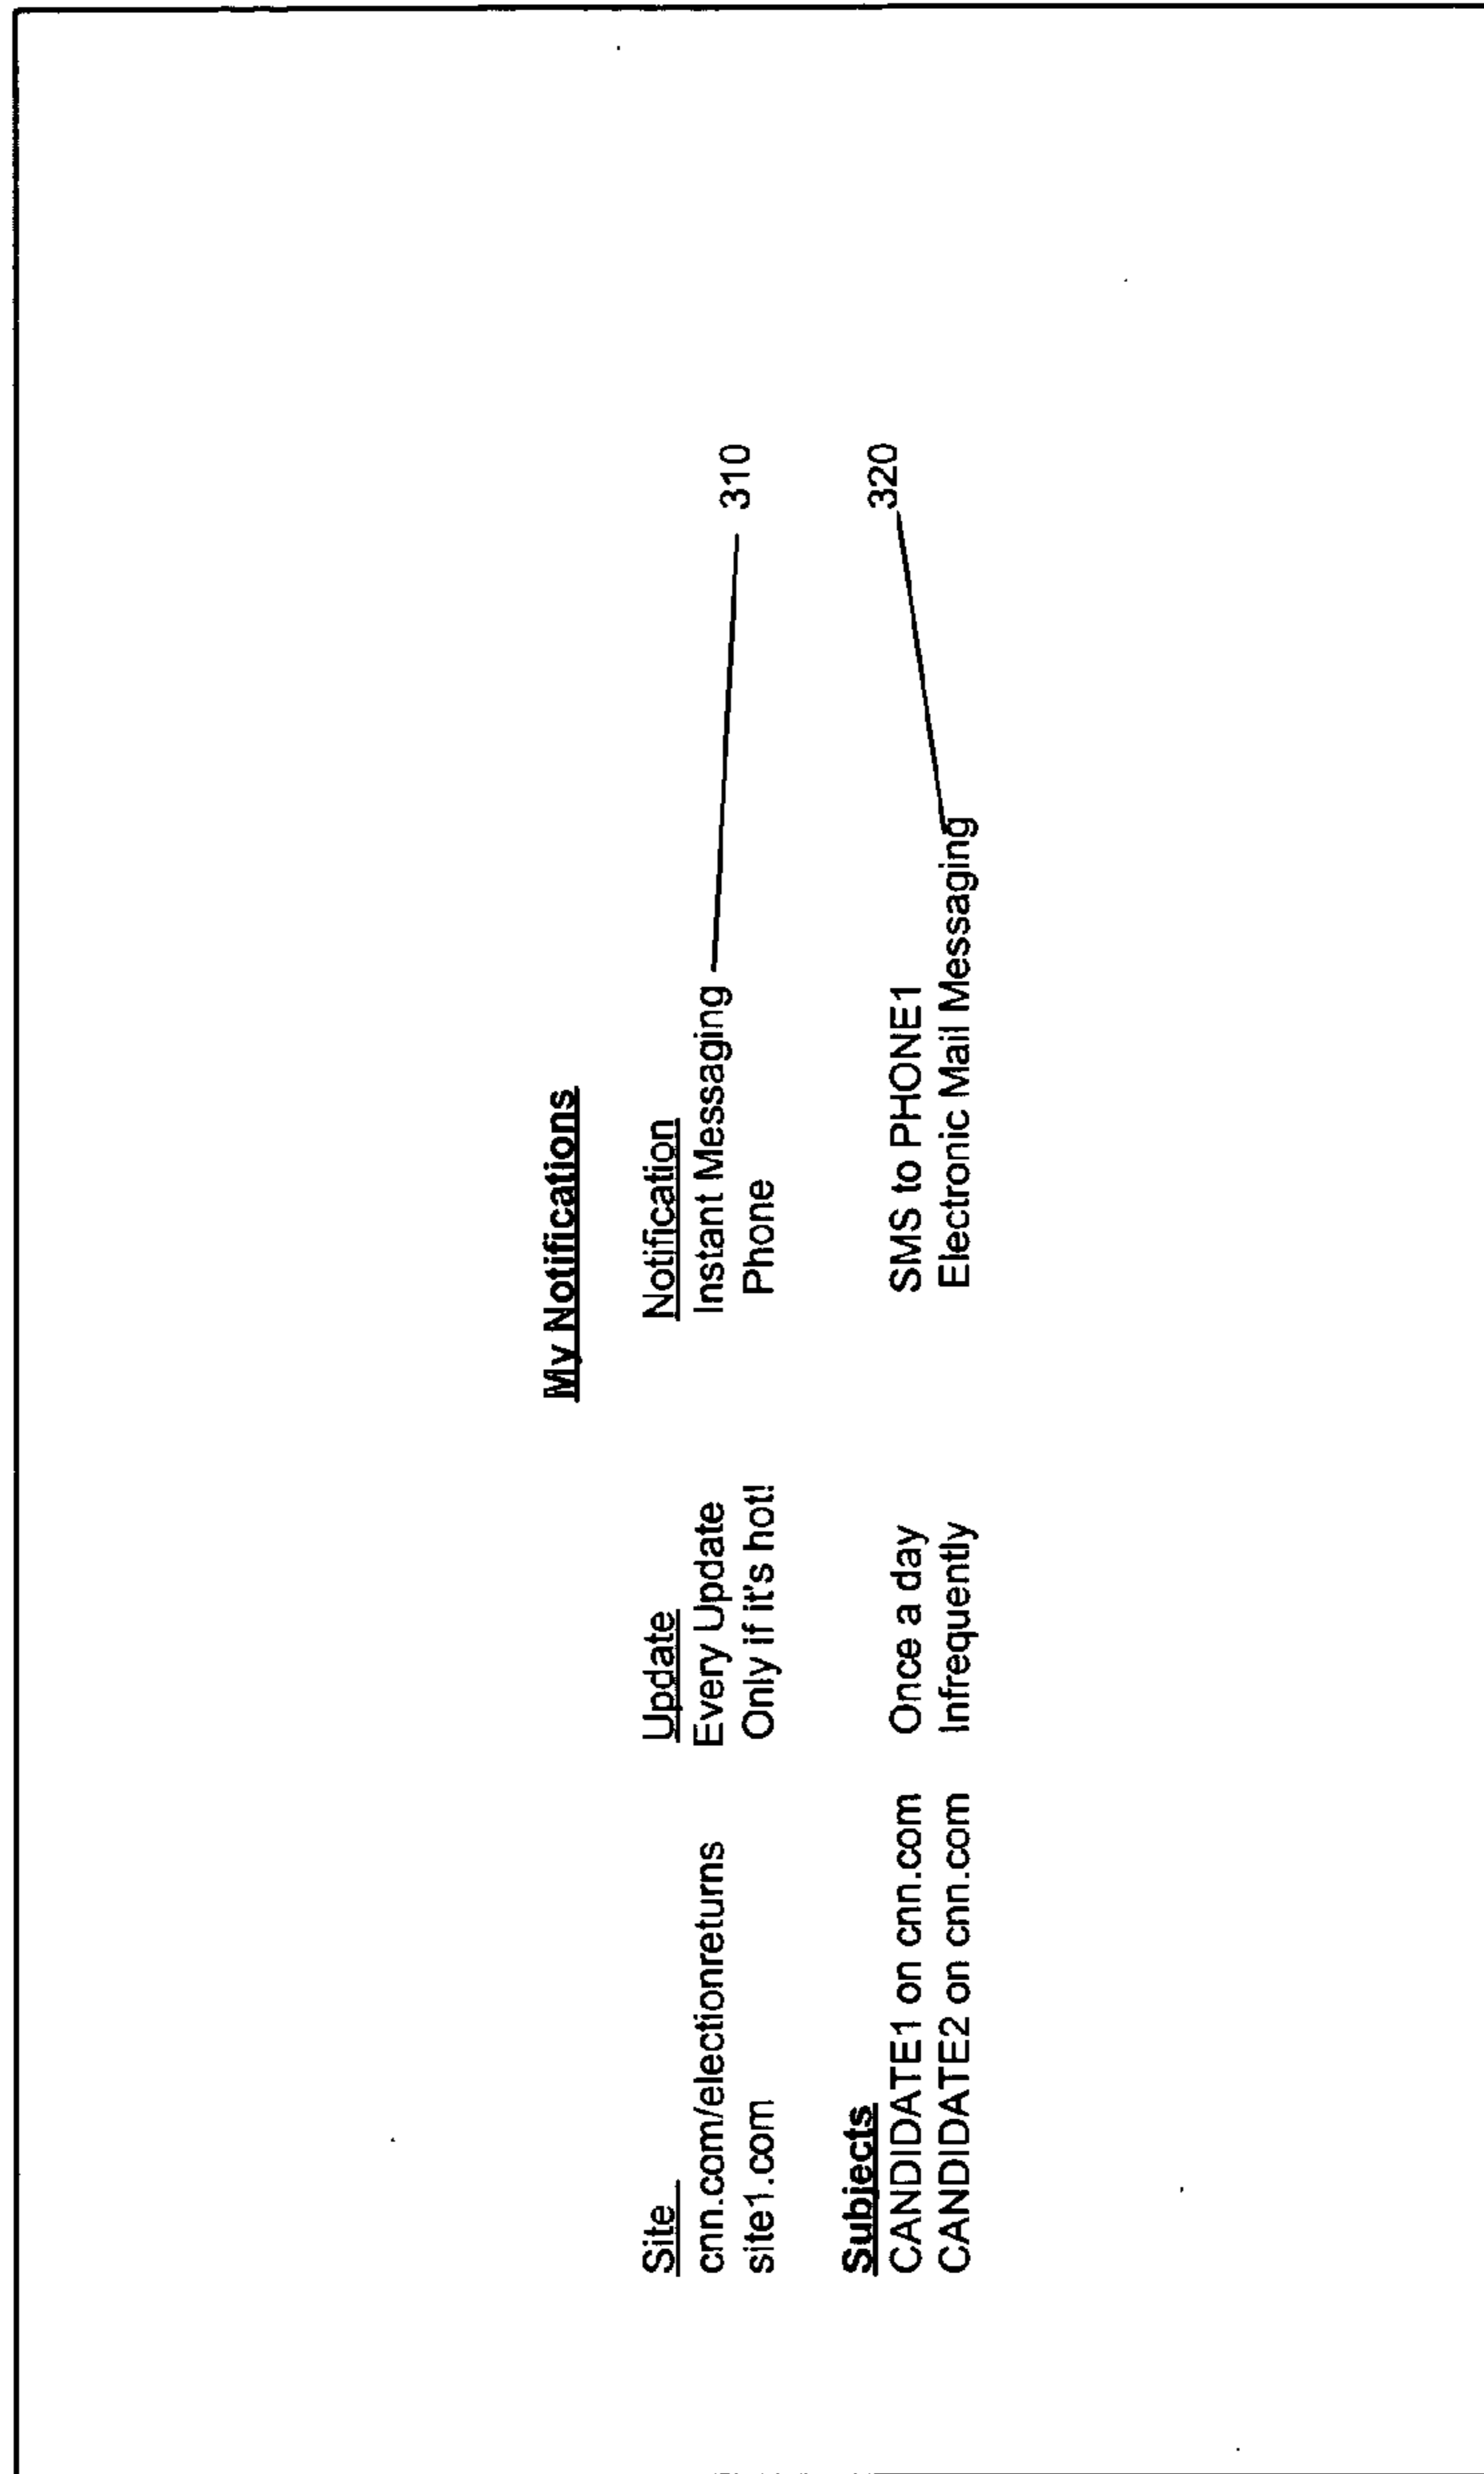 My Notifications
Site Update Notification
cnn.com/electionreturns Every Update Instant Messaging 310
site1.com Only if it's hot! Phone
Subjects 320
CANDIDATE1 on cnn.com Once a day SMS to PHONE1
CANDIDATE2 on cnn.com Infrequently Electronic Mail Messaging